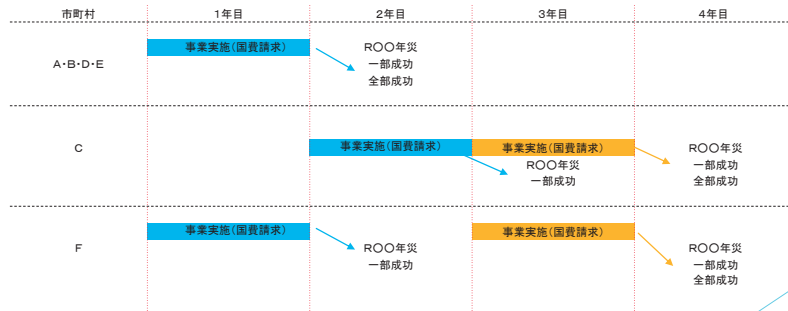 市町村 1年目 2年目 3年目 4年目
A・B・D・E 事業実施(国費請求) R〇〇年災
一部成功
全部成功
C 事業実施(国費請求) 事業実施(国費請求) R〇〇年災
R〇〇年災 一部成功
一部成功 全部成功
F 事業実施(国費請求) 事業実施(国費請求)
R〇〇年災 R〇〇年災
一部成功 一部成功
全部成功